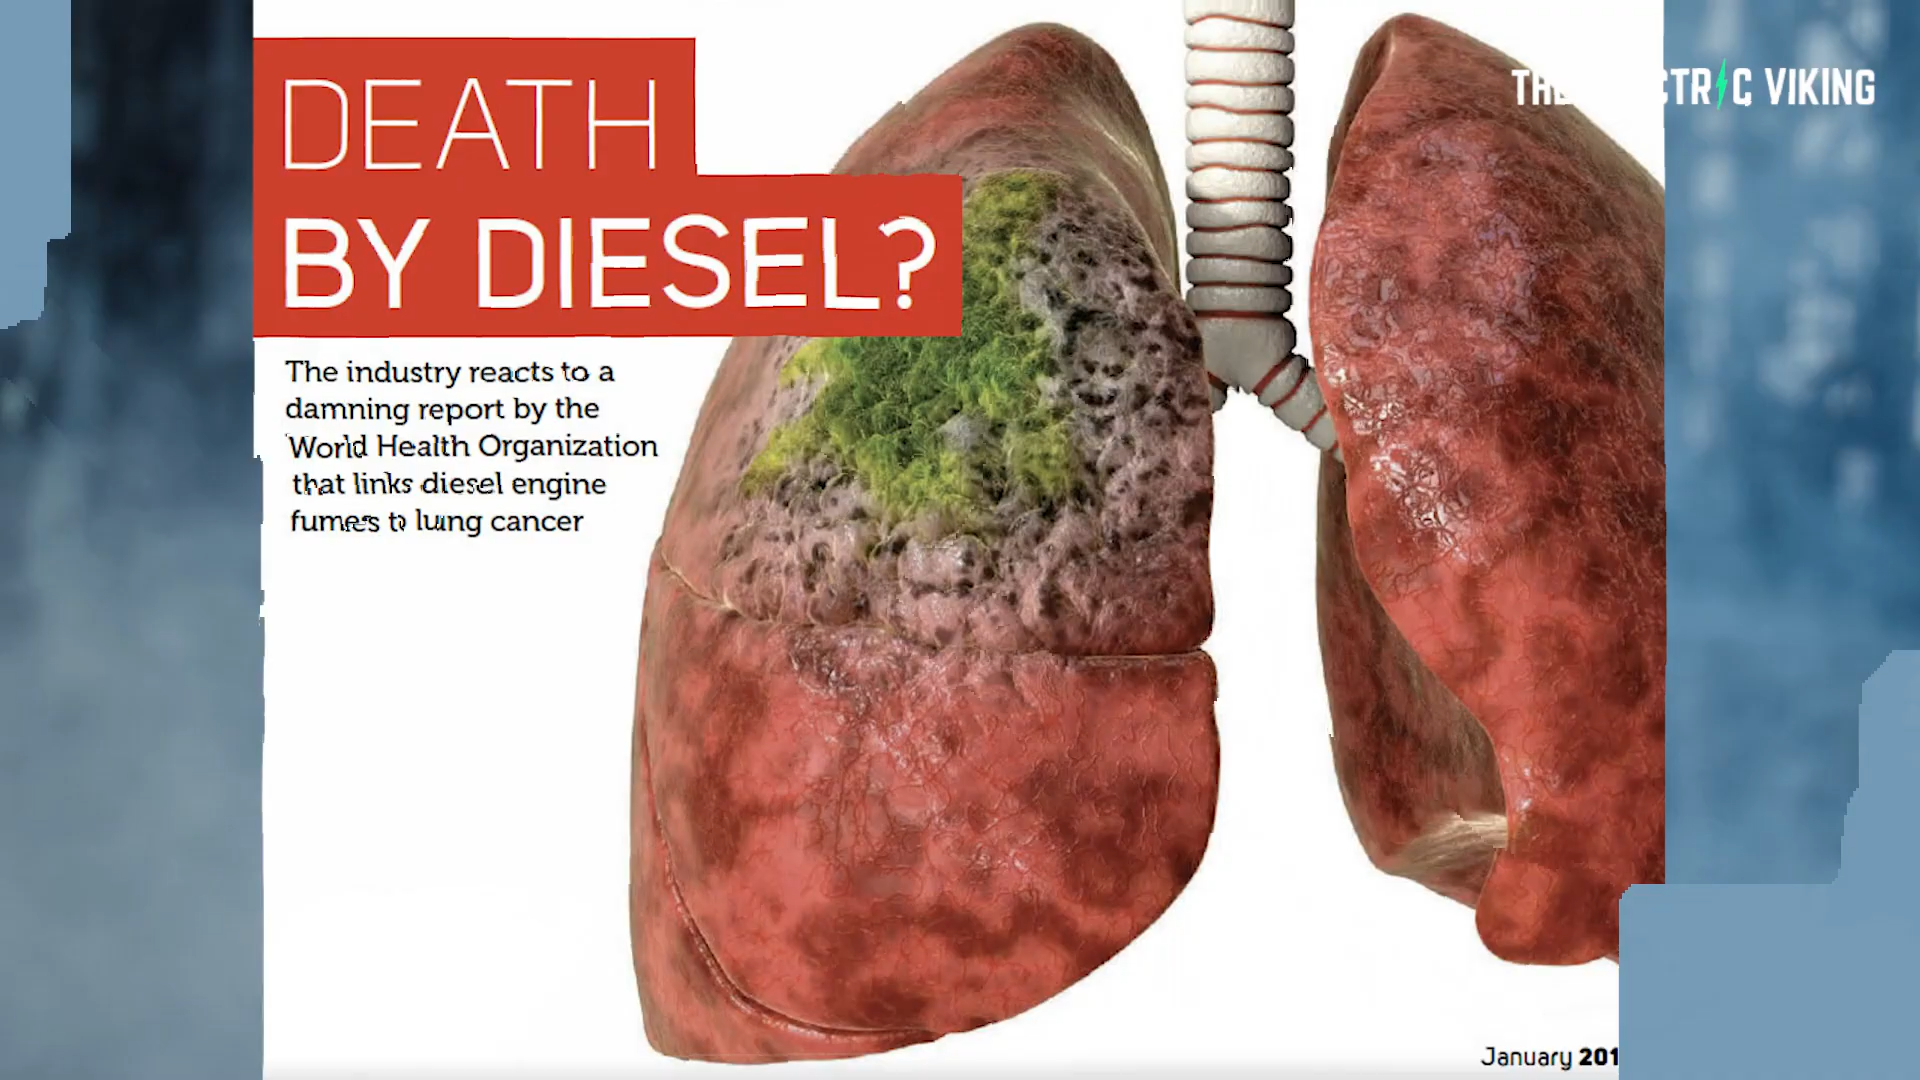 DEATH
BY DIESEL?
The industry reacts to a
damning report by the
World Health Organization
that links diesel engine
fumes to lung cancer
VIKING
January